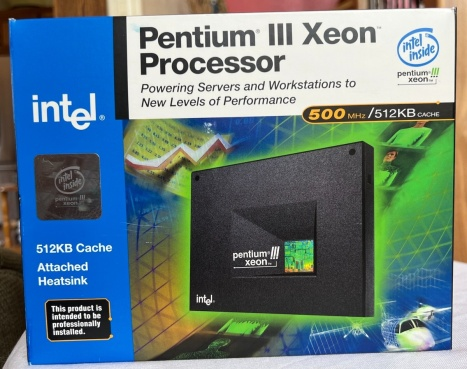 Pentium® III Xeon™
Processor
Powering Servers and Workstations to
New Levels of Performance
intel inside
pentium® III
xeon™
intel®
500 MHz /512KB CACHE
intel inside
pentium III
xeon
512KB Cache
Attached
Heatsink
pentium® III
xeon™
intel®
This product is
intended to be
professionally
installed.